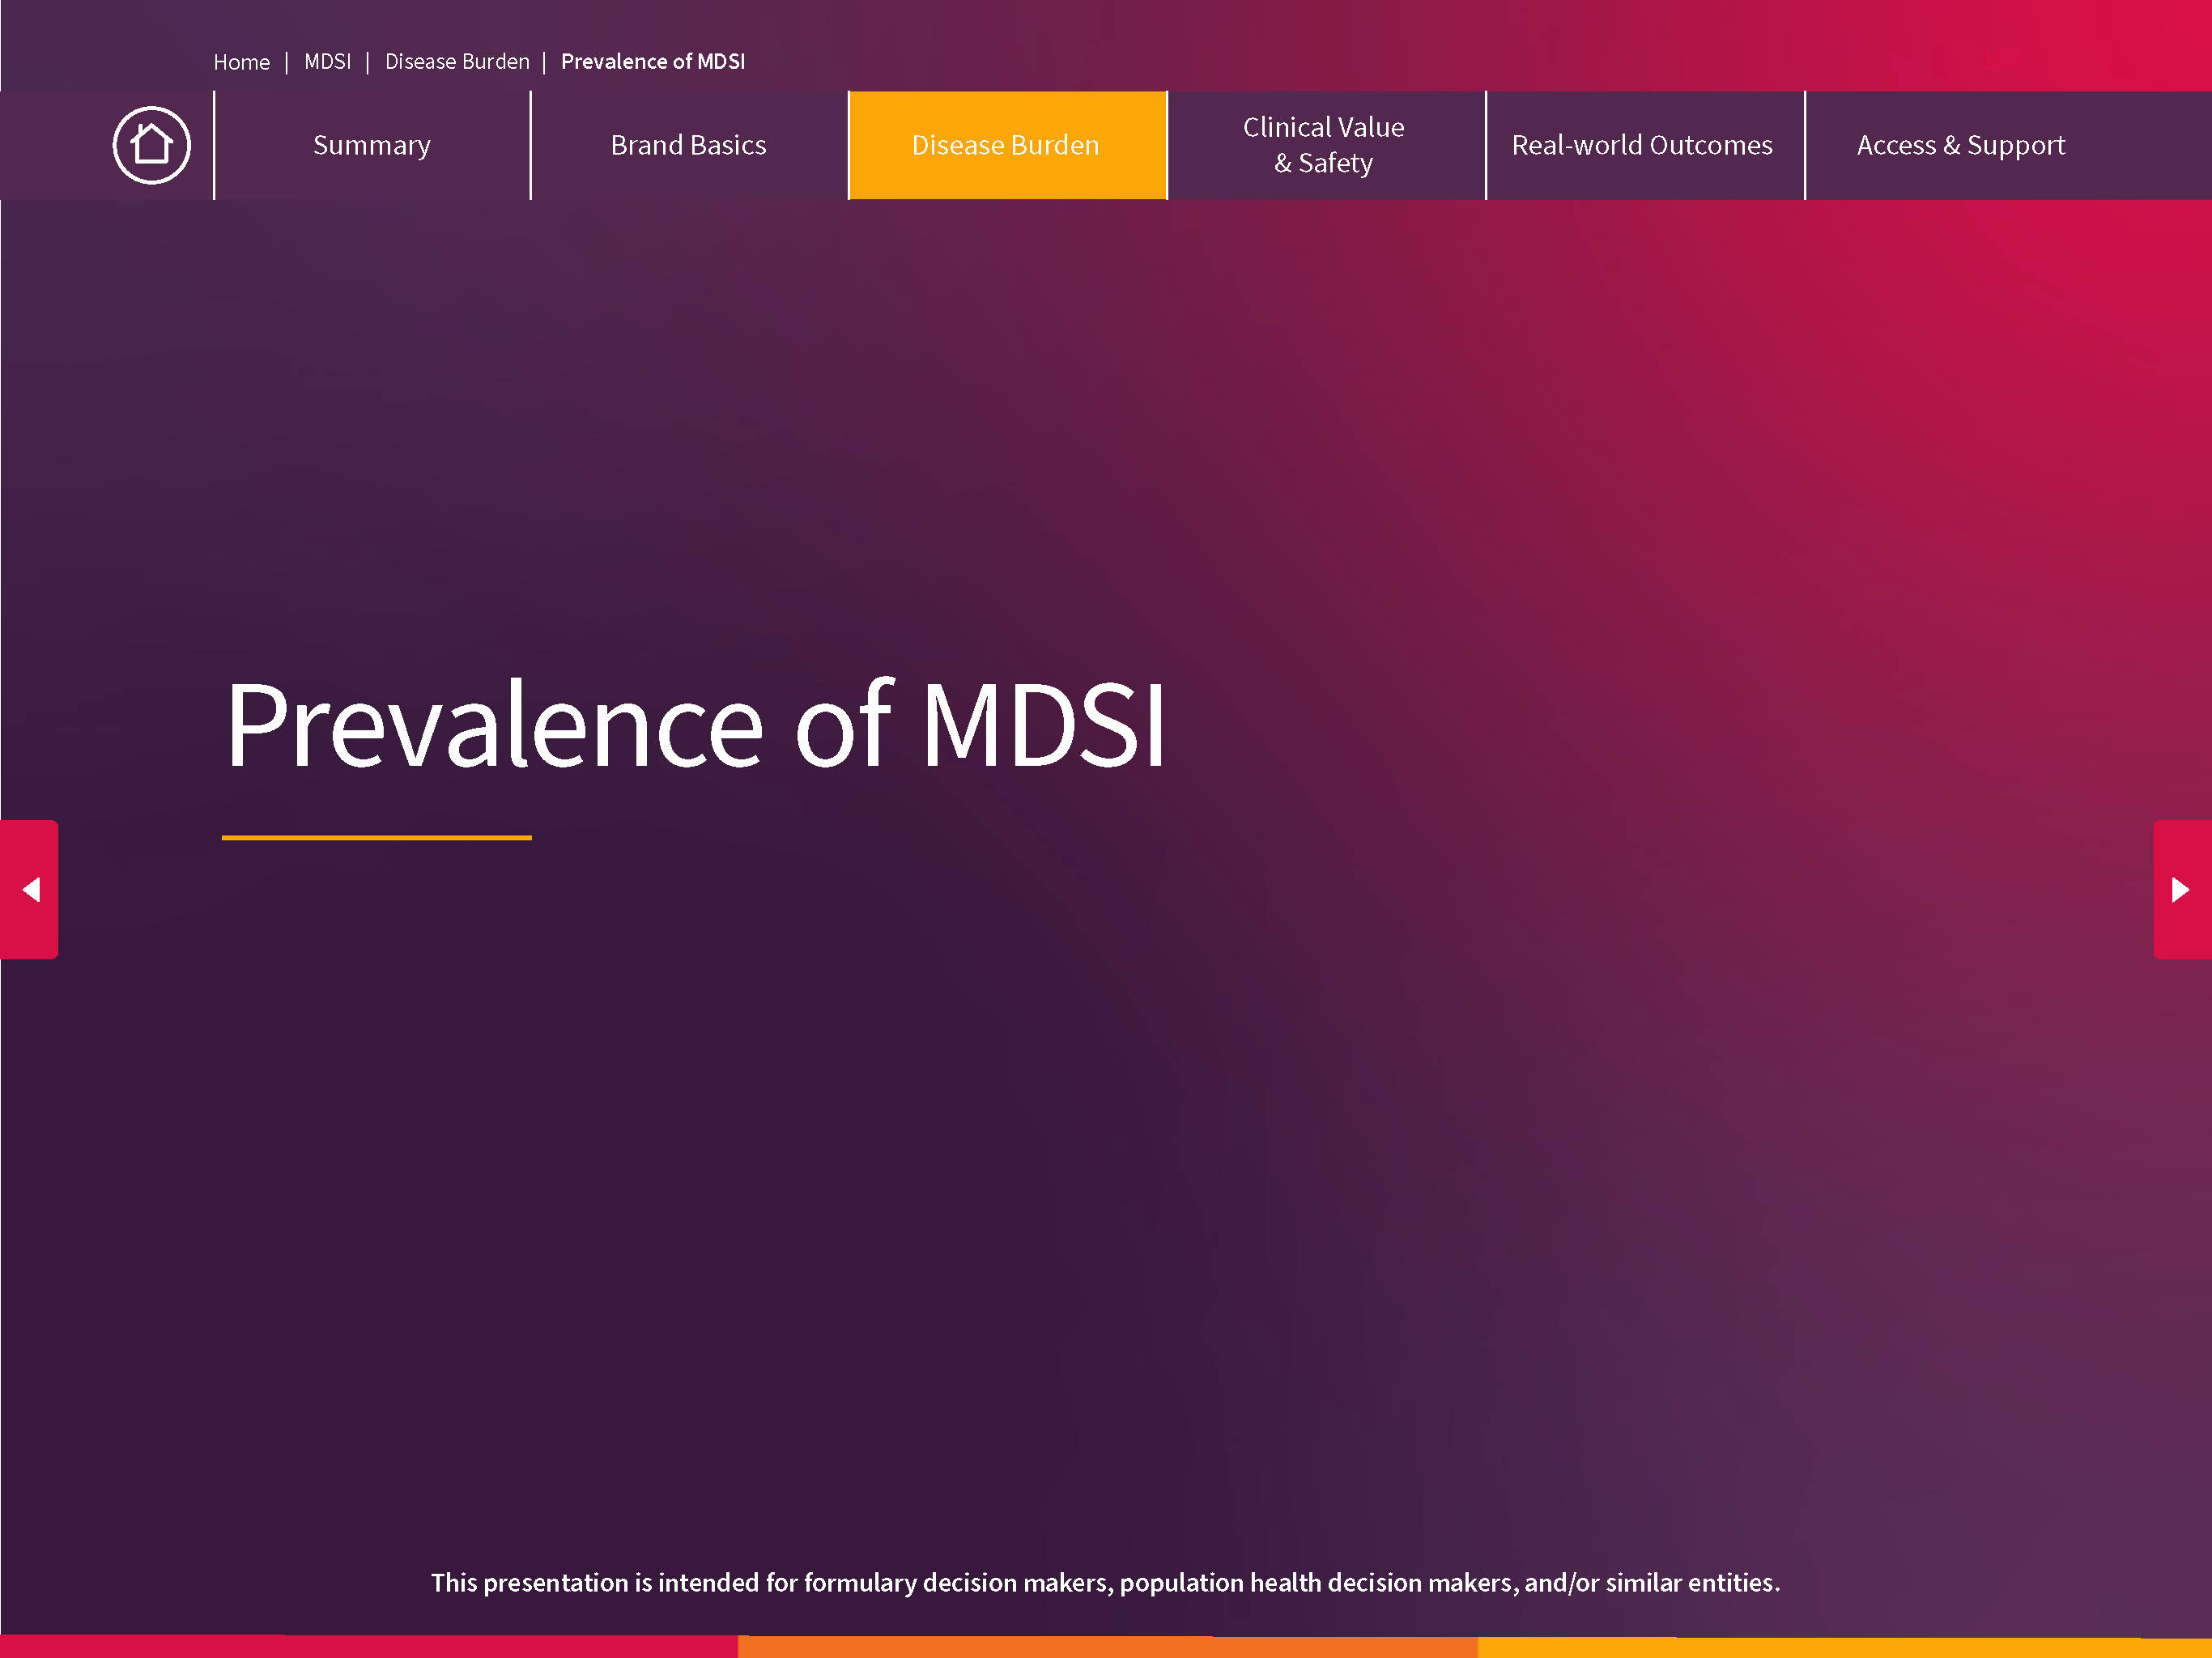 Home | MDSI | Disease Burden | Prevalence of MDSI
Summary
Brand Basics
Disease Burden
Clinical Value
& Safety
Real-world Outcomes
Access & Support
Prevalence of MDSI
This presentation is intended for formulary decision makers, population health decision makers, and/or similar entities.